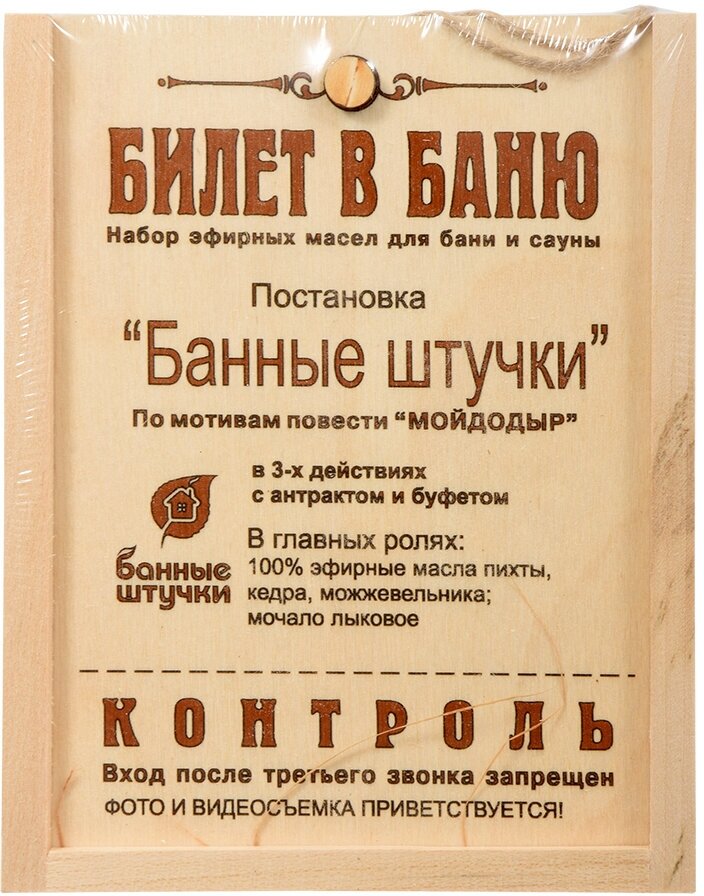 БИЛЕТ В БАНЮ
Набор эфирных масел для бани и сауны
Постановка
“Банные штучки”
По мотивам повести “МОЙДОДЫР”
в 3-х действиях
с антрактом и буфетом
В главных ролях:
100% эфирные масла пихты,
кедра, можжевельника;
мочало лыковое
банные
штучки
КОНТРОЛЬ
Вход после третьего звонка запрещен
ФОТО И ВИДЕОСЪЕМКА ПРИВЕТСТВУЕТСЯ!